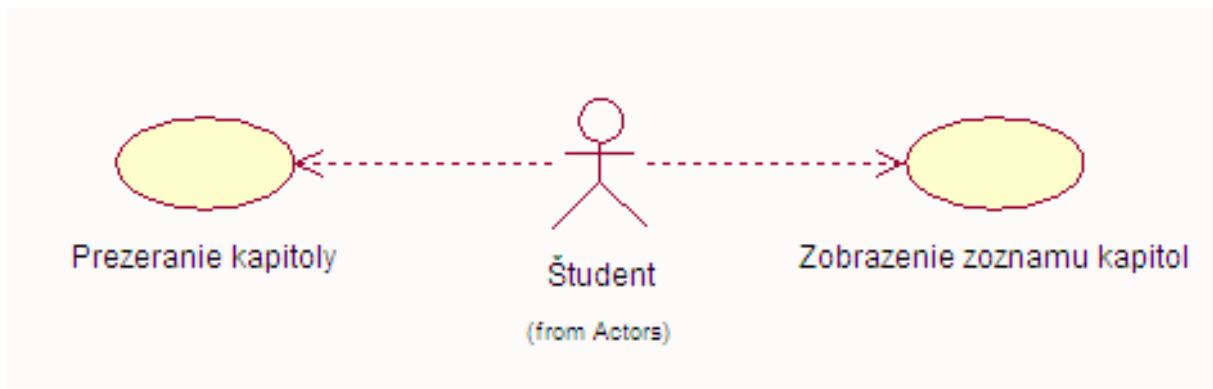 Prezeranie kapitoly
Študent
(from Actors)
Zobrazenie zoznamu kapitol